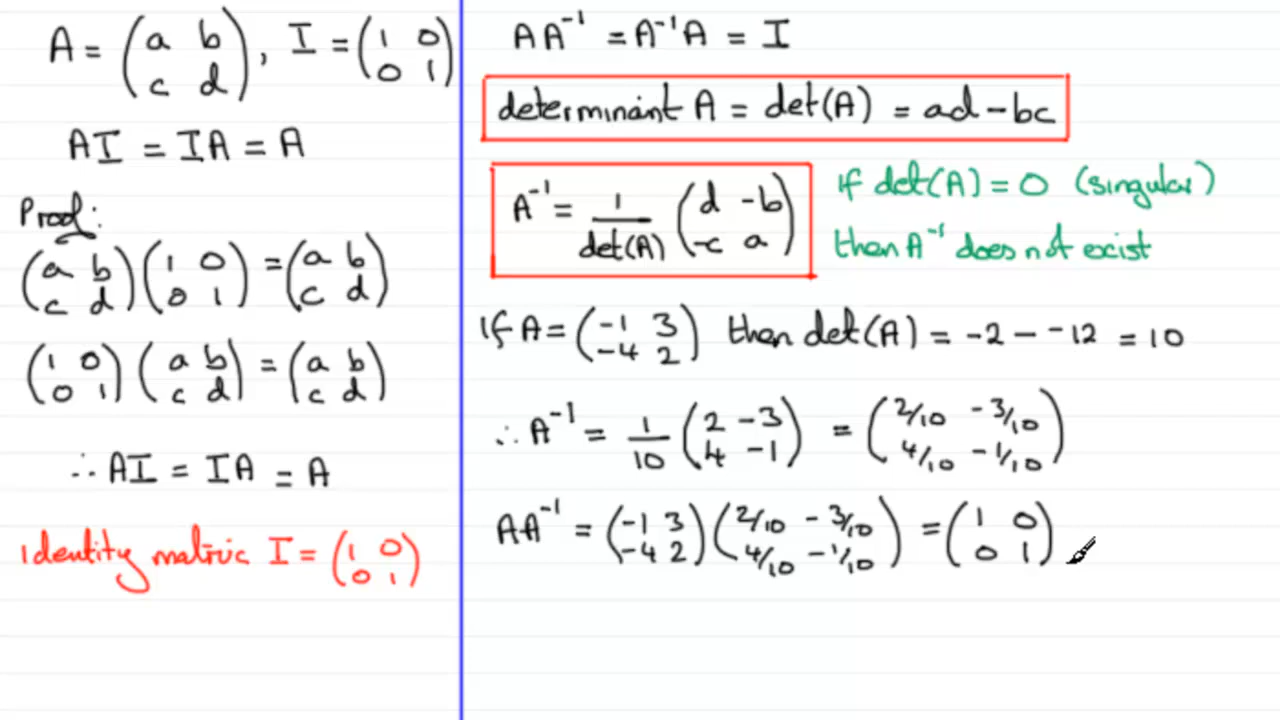 A = (a b
c d), I = (1 0
0 1)
AI = IA = A
Proof:
(a b
c d)(1 0
0 1) = (a b
c d)
(1 0
0 1)(a b
c d) = (a b
c d)
∴ AI = IA = A
Identity matrix I = (1 0
0 1)
AA⁻¹ = A⁻¹A = I
determinant A = det(A) = ad - bc
A⁻¹ = 1/det(A) (d -b
-c a)
If det(A) = 0 (singular)
then A⁻¹ does not exist
If A = (-1 3
-4 2) then det(A) = -2 - -12 = 10
∴ A⁻¹ = 1/10 (2 -3
4 -1) = (2/10 -3/10
4/10 -1/10)
AA⁻¹ = (-1 3
-4 2)(2/10 -3/10
4/10 -1/10) = (1 0
0 1)